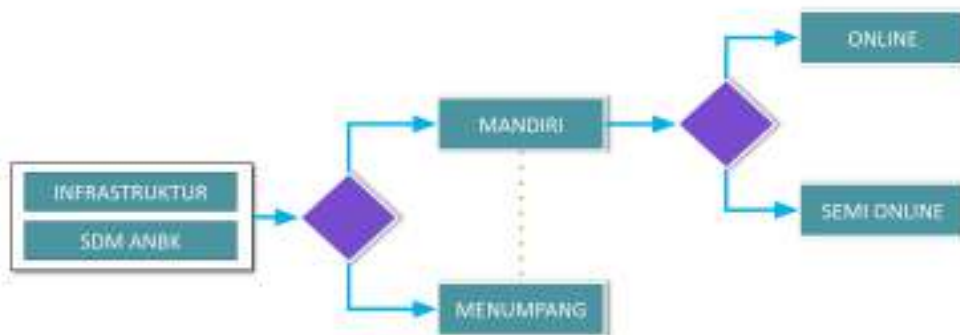 INFRASTRUKTUR
SDM ANBK
MANDIRI
MENUMPANG
ONLINE
SEMI ONLINE